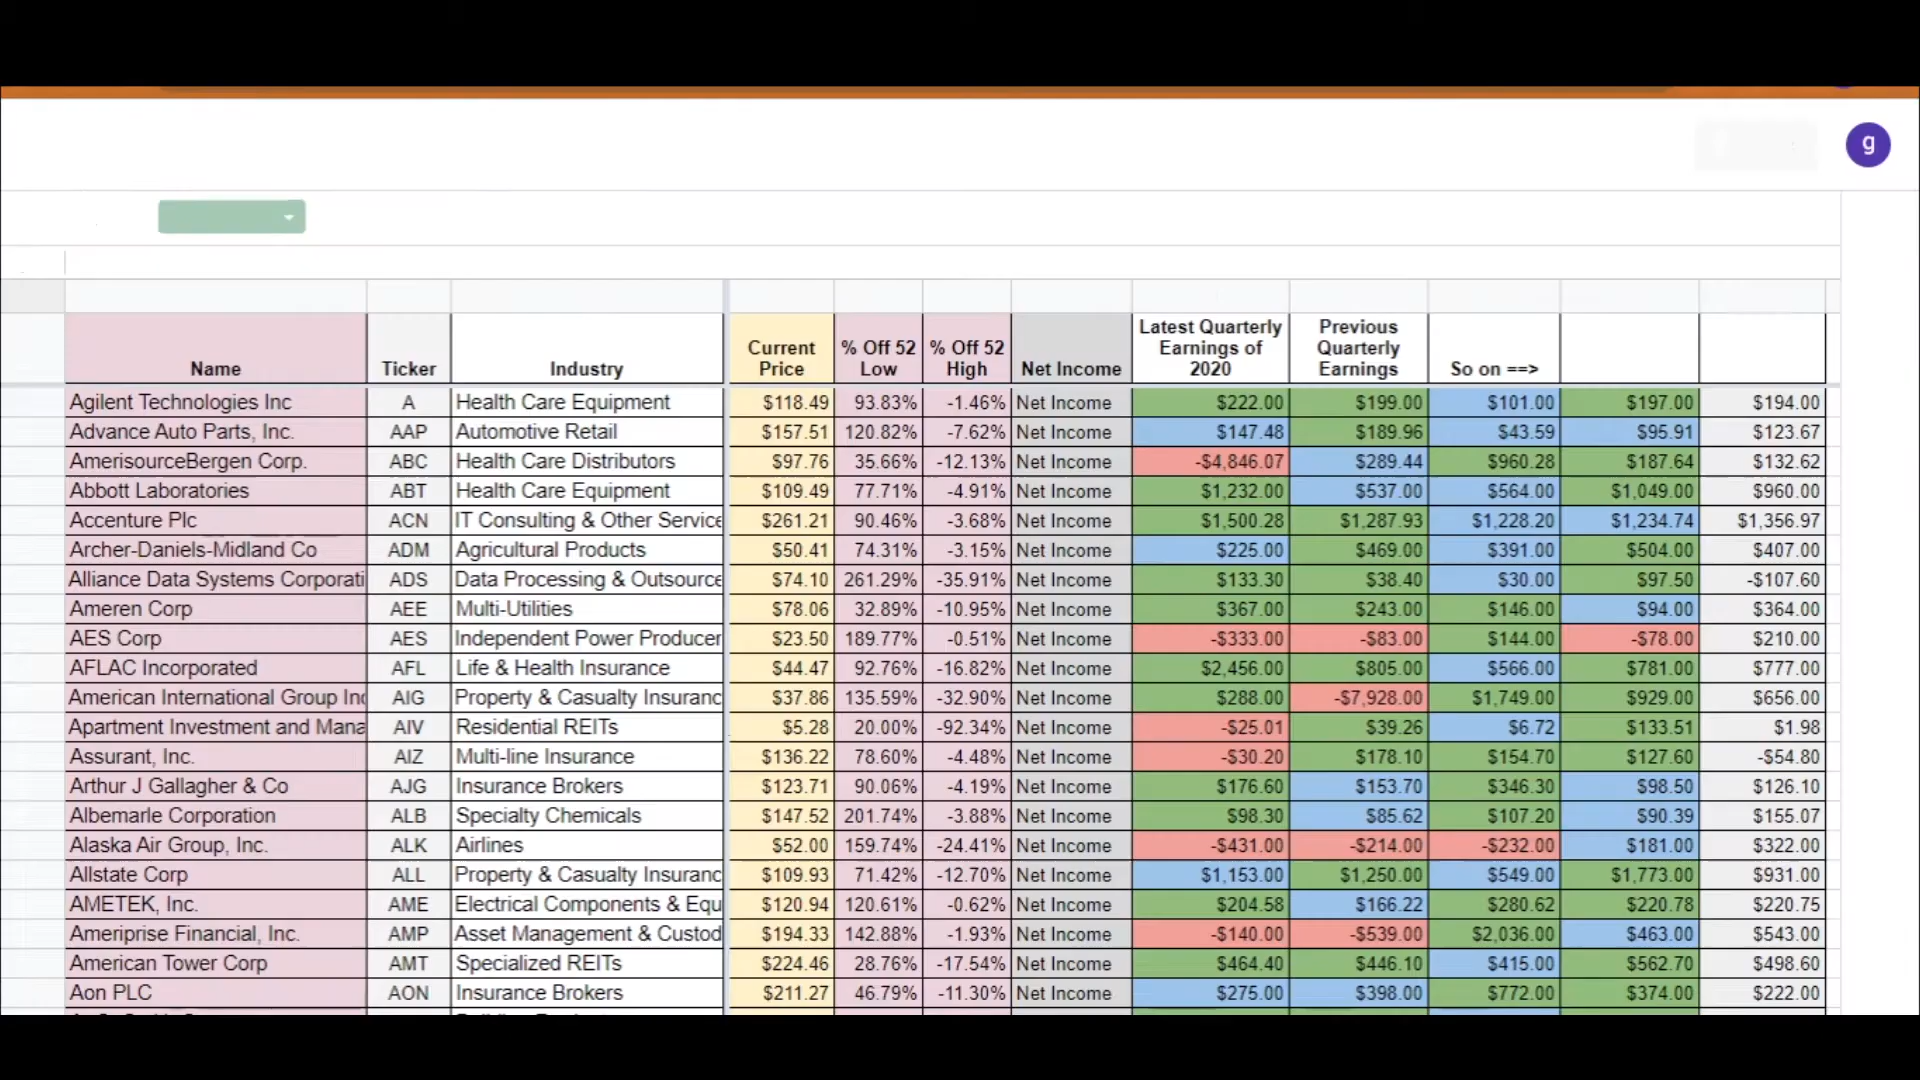 g
Name Ticker Industry Current Price % Off 52 Low % Off 52 High Net Income Latest Quarterly Earnings of 2020 Previous Quarterly Earnings So on ==>
Agilent Technologies Inc A Health Care Equipment $118.49 93.83% -1.46% Net Income $222.00 $199.00 $101.00 $197.00 $194.00
Advance Auto Parts, Inc. AAP Automotive Retail $157.51 120.82% -7.62% Net Income $147.48 $189.96 $43.59 $95.91 $123.67
AmerisourceBergen Corp. ABC Health Care Distributors $97.76 35.66% -12.13% Net Income -$4,846.07 $289.44 $960.28 $187.64 $132.62
Abbott Laboratories ABT Health Care Equipment $109.49 77.71% -4.91% Net Income $1,232.00 $537.00 $564.00 $1,049.00 $960.00
Accenture Plc ACN IT Consulting & Other Service $261.21 90.46% -3.68% Net Income $1,500.28 $1,287.93 $1,228.20 $1,234.74 $1,356.97
Archer-Daniels-Midland Co ADM Agricultural Products $50.41 74.31% -3.15% Net Income $225.00 $469.00 $391.00 $504.00 $407.00
Alliance Data Systems Corporati ADS Data Processing & Outsource $74.10 261.29% -35.91% Net Income $133.30 $38.40 $30.00 $97.50 -$107.60
Ameren Corp AEE Multi-Utilities $78.06 32.89% -10.95% Net Income $367.00 $243.00 $146.00 $94.00 $364.00
AES Corp AES Independent Power Producer $23.50 189.77% -0.51% Net Income -$333.00 -$83.00 $144.00 -$78.00 $210.00
AFLAC Incorporated AFL Life & Health Insurance $44.47 92.76% -16.82% Net Income $2,456.00 $805.00 $566.00 $781.00 $777.00
American International Group Inc AIG Property & Casualty Insuranc $37.86 135.59% -32.90% Net Income $288.00 -$7,928.00 $1,749.00 $929.00 $656.00
Apartment Investment and Mana AIV Residential REITs $5.28 20.00% -92.34% Net Income -$25.01 $39.26 $6.72 $133.51 $1.98
Assurant, Inc. AIZ Multi-line Insurance $136.22 78.60% -4.48% Net Income -$30.20 $178.10 $154.70 $127.60 -$54.80
Arthur J Gallagher & Co AJG Insurance Brokers $123.71 90.06% -4.19% Net Income $176.60 $153.70 $346.30 $98.50 $126.10
Albemarle Corporation ALB Specialty Chemicals $147.52 201.74% -3.88% Net Income $98.30 $85.62 $107.20 $90.39 $155.07
Alaska Air Group, Inc. ALK Airlines $52.00 159.74% -24.41% Net Income -$431.00 -$214.00 -$232.00 $181.00 $322.00
Allstate Corp ALL Property & Casualty Insuranc $109.93 71.42% -12.70% Net Income $1,153.00 $1,250.00 $549.00 $1,773.00 $931.00
AMETEK, Inc. AME Electrical Components & Equ $120.94 120.61% -0.62% Net Income $204.58 $166.22 $280.62 $220.78 $220.75
Ameriprise Financial, Inc. AMP Asset Management & Custod $194.33 142.88% -1.93% Net Income -$140.00 -$539.00 $2,036.00 $463.00 $543.00
American Tower Corp AMT Specialized REITs $224.46 28.76% -17.54% Net Income $464.40 $446.10 $415.00 $562.70 $498.60
Aon PLC AON Insurance Brokers $211.27 46.79% -11.30% Net Income $275.00 $398.00 $772.00 $374.00 $222.00